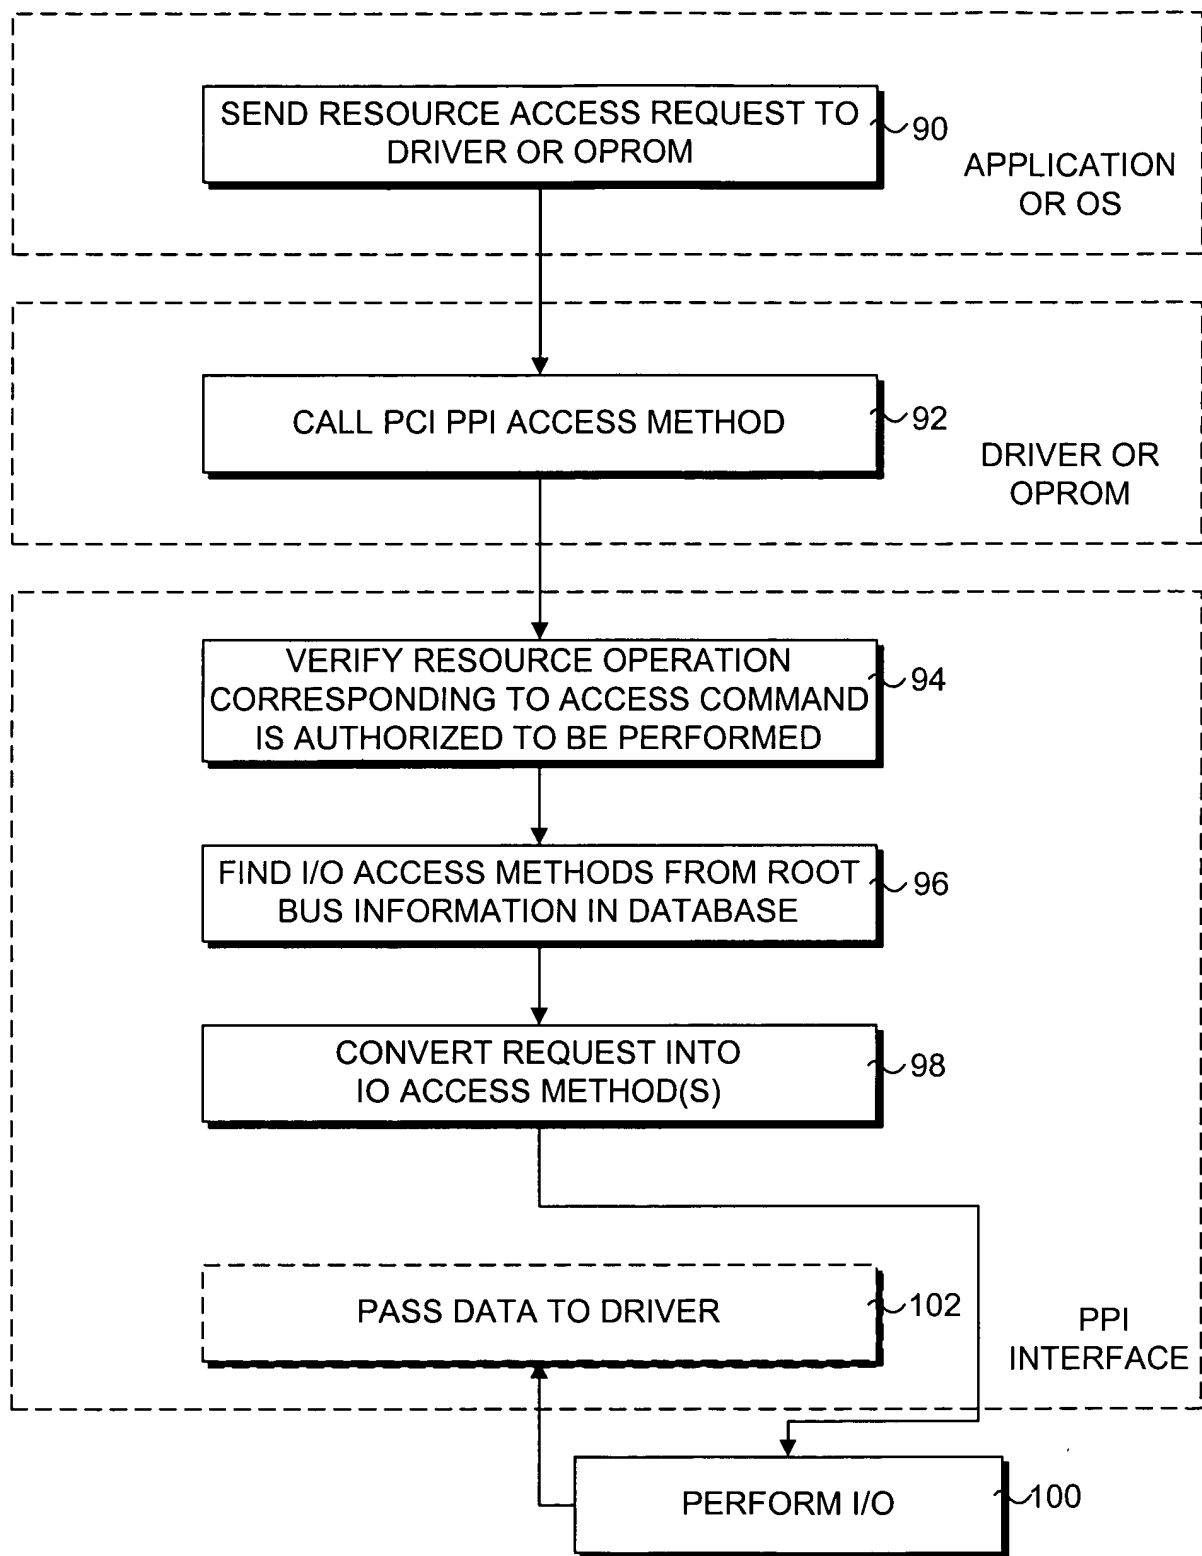 SEND RESOURCE ACCESS REQUEST TO
DRIVER OR OPROM
90
APPLICATION
OR OS
CALL PCI PPI ACCESS METHOD
92
DRIVER OR
OPROM
VERIFY RESOURCE OPERATION
CORRESPONDING TO ACCESS COMMAND
IS AUTHORIZED TO BE PERFORMED
94
FIND I/O ACCESS METHODS FROM ROOT
BUS INFORMATION IN DATABASE
96
CONVERT REQUEST INTO
IO ACCESS METHOD(S)
98
PASS DATA TO DRIVER
102
PPI
INTERFACE
PERFORM I/O
100